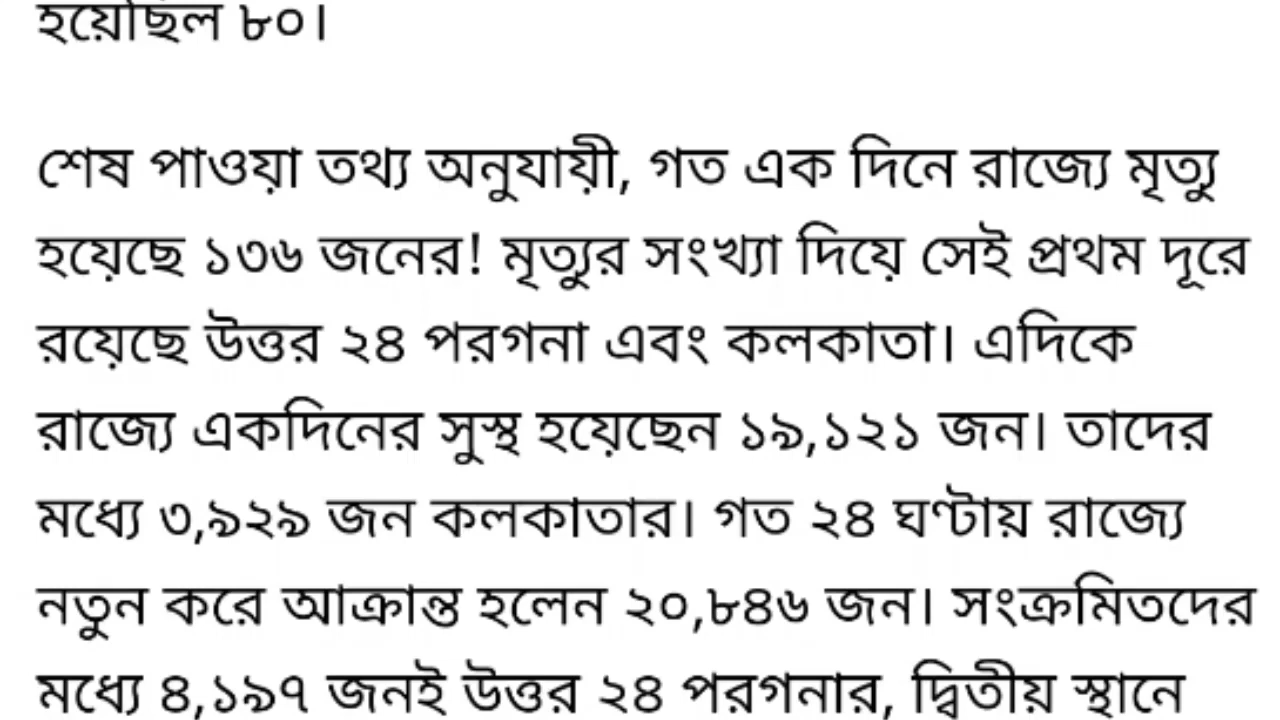 হয়েছিল ৮০।
শেষ পাওয়া তথ্য অনুযায়ী, গত এক দিনে রাজ্যে মৃত্যু
হয়েছে ১৩৬ জনের! মৃত্যুর সংখ্যা দিয়ে সেই প্রথম দূরে
রয়েছে উত্তর ২৪ পরগনা এবং কলকাতা। এদিকে
রাজ্যে একদিনের সুস্থ হয়েছেন ১৯,১২১ জন। তাদের
মধ্যে ৩,৯২৯ জন কলকাতার। গত ২৪ ঘণ্টায় রাজ্যে
নতুন করে আক্রান্ত হলেন ২০,৮৪৬ জন। সংক্রমিতদের
মধ্যে ৪,১৯৭ জনই উত্তর ২৪ পরগনার, দ্বিতীয় স্থানে